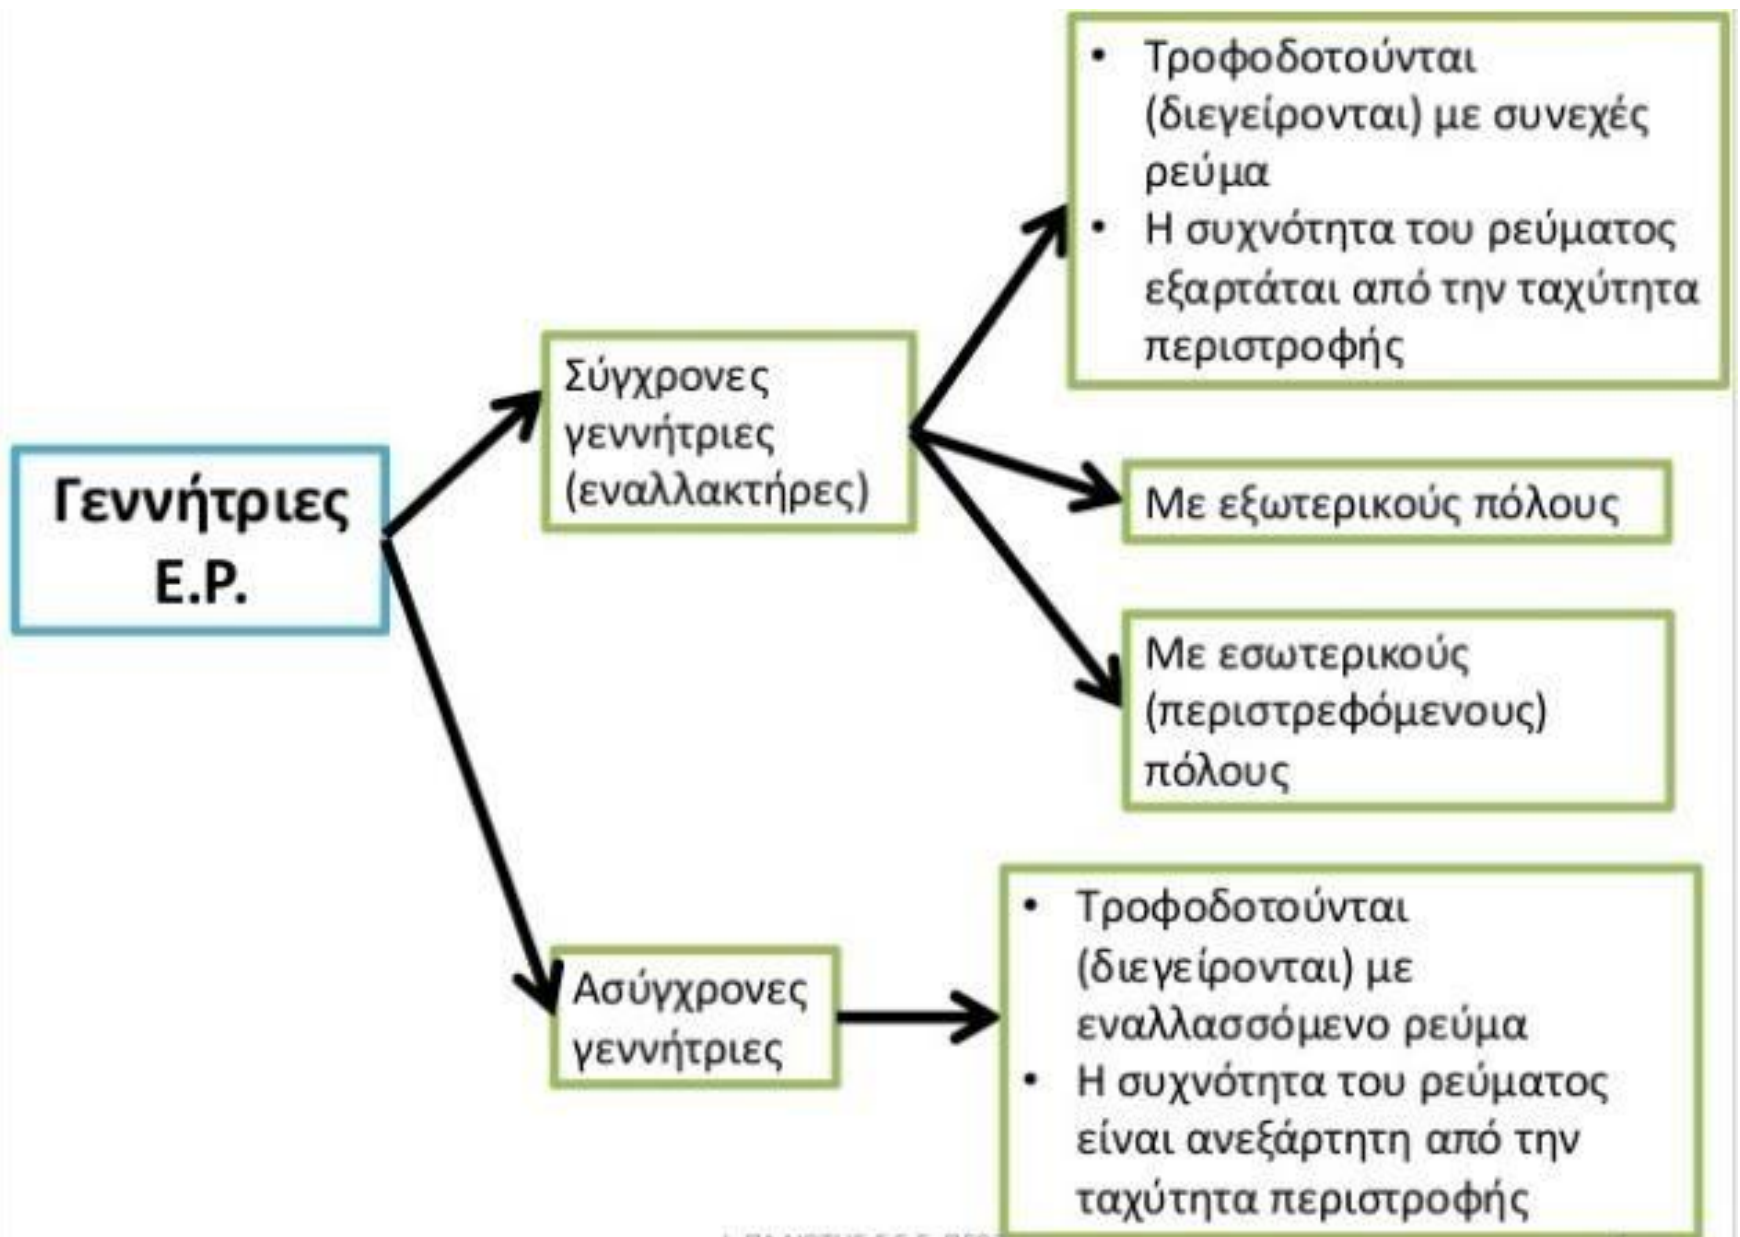 Γεννήτριες
Ε.Ρ.
Σύγχρονες
γεννήτριες
(εναλλακτήρες)
• Τροφοδοτούνται
(διεγείρονται) με συνεχές
ρεύμα
• Η συχνότητα του ρεύματος
εξαρτάται από την ταχύτητα
περιστροφής
Με εξωτερικούς πόλους
Με εσωτερικούς
(περιστρεφόμενους)
πόλους
Ασύγχρονες
γεννήτριες
• Τροφοδοτούνται
(διεγείρονται) με
εναλλασσόμενο ρεύμα
• Η συχνότητα του ρεύματος
είναι ανεξάρτητη από την
ταχύτητα περιστροφής